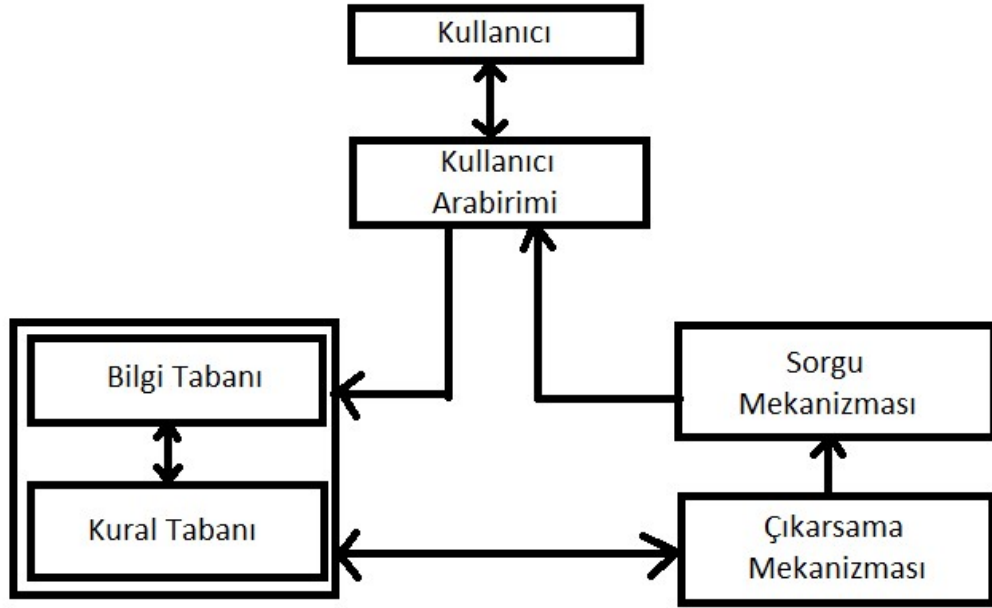 Kullanıcı
Kullanıcı
Arabirimi
Bilgi Tabanı
Kural Tabanı
Sorgu
Mekanizması
Çıkarsama
Mekanizması